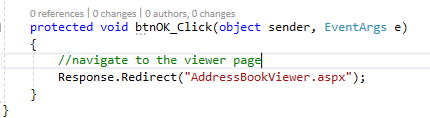 0 references | 0 changes | 0 authors, 0 changes
protected void btnOK_Click(object sender, EventArgs e)
{
//navigate to the viewer page
Response.Redirect("AddressBookViewer.aspx");
}
}